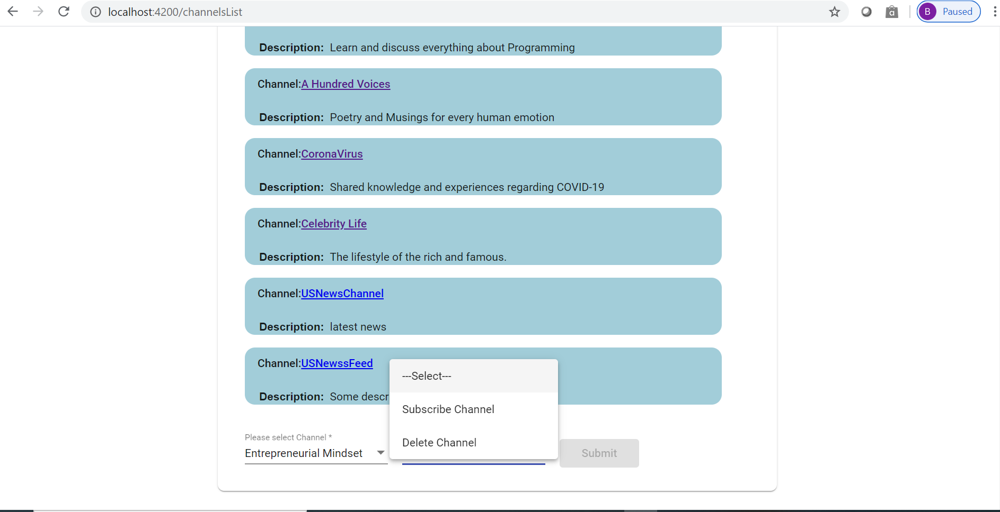 localhost:4200/channelsList
B Paused
Description: Learn and discuss everything about Programming
Channel:A Hundred Voices
Description: Poetry and Musings for every human emotion
Channel:CoronaVirus
Description: Shared knowledge and experiences regarding COVID-19
Channel:Celebrity Life
Description: The lifestyle of the rich and famous.
Channel:USNewsChannel
Description: latest news
Channel:USNewssFeed
Description: Some descr
---Select---
Subscribe Channel
Delete Channel
Please select Channel *
Entrepreneurial Mindset
Submit